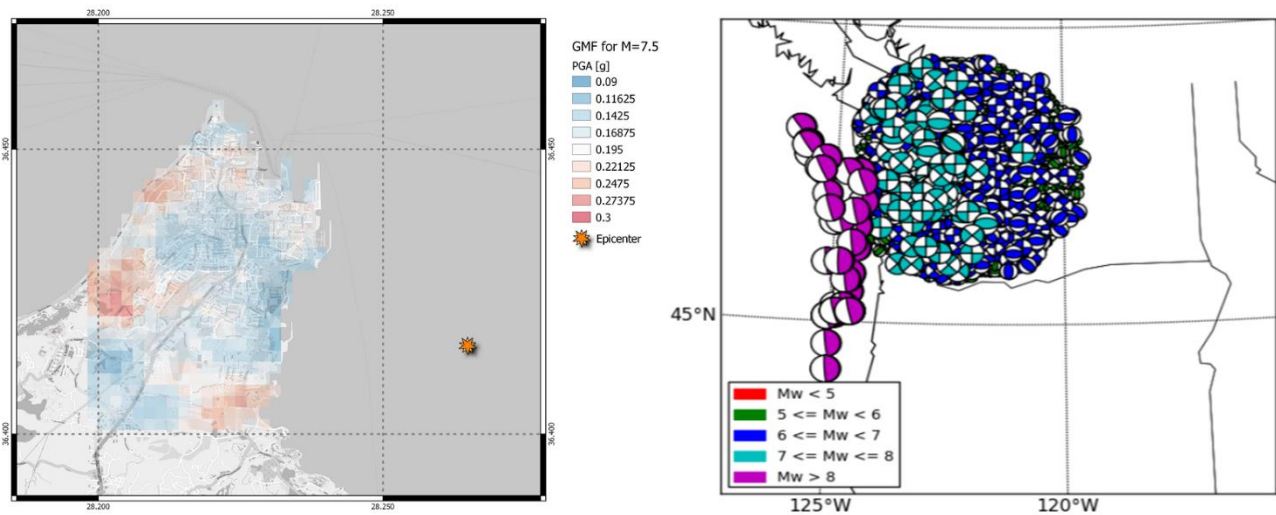 28.200
28.250
36.450
36.450
36.400
36.400
28.200
28.250
GMF for M=7.5
PGA [g]
0.09
0.11625
0.1425
0.16875
0.195
0.22125
0.2475
0.27375
0.3
Epicenter
45°N
Mw < 5
5 <= Mw < 6
6 <= Mw < 7
7 <= Mw <= 8
Mw > 8
125°W
120°W